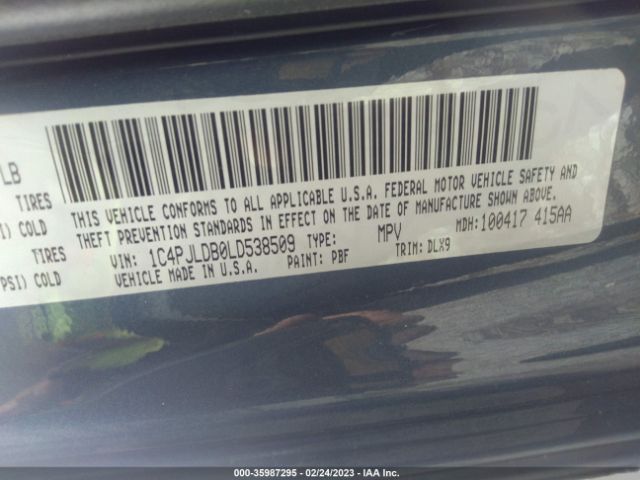 LB
TIRES
SI) COLD
TIRES
PSI) COLD
THIS VEHICLE CONFORMS TO ALL APPLICABLE U.S.A. FEDERAL MOTOR VEHICLE SAFETY AND
THEFT PREVENTION STANDARDS IN EFFECT ON THE DATE OF MANUFACTURE SHOWN ABOVE.
VIN: 1C4PJLDB0LD538509 TYPE: MPV MDH:100417 415AA
VEHICLE MADE IN U.S.A. PAINT: PBF TRIM: DLX9
000-35987295 - 02/24/2023 - IAA Inc.